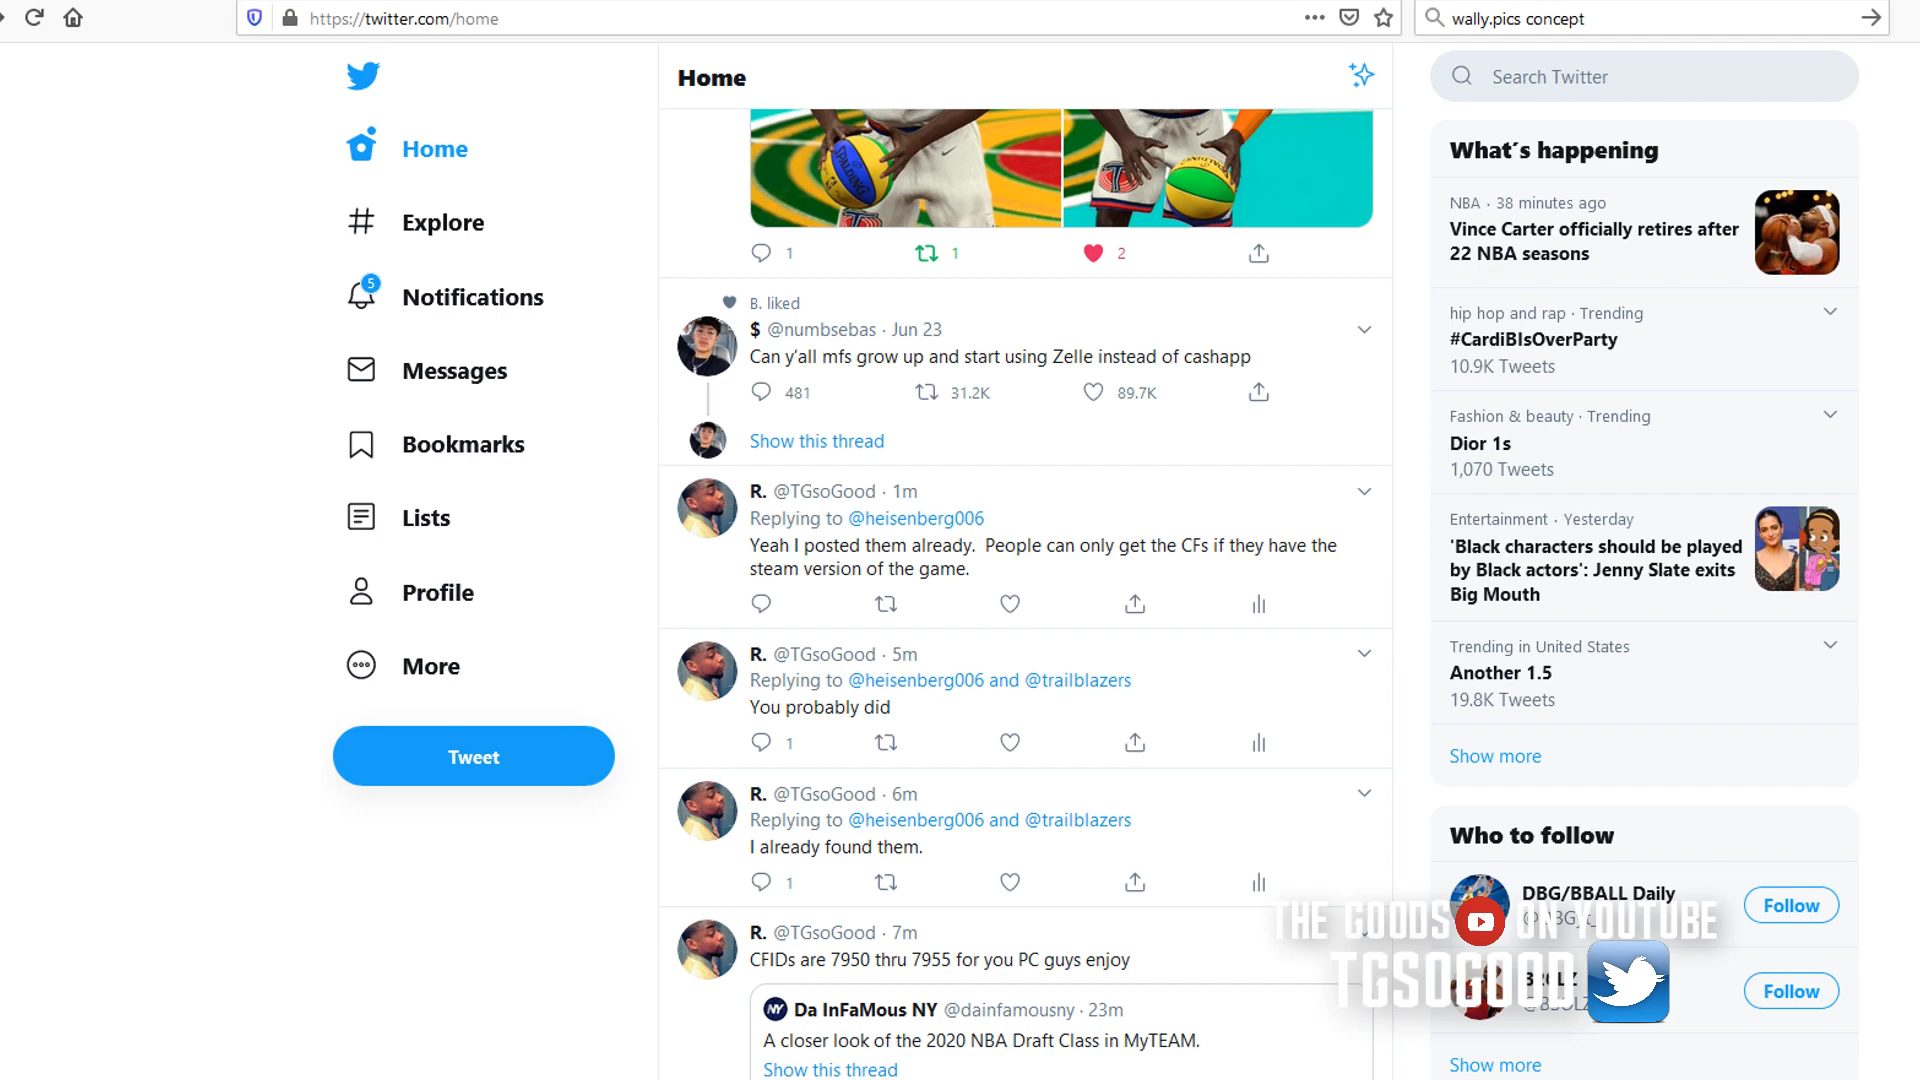 https://twitter.com/home
wally.pics concept
Home
Search Twitter
Home
Explore
5
Notifications
Messages
Bookmarks
Lists
Profile
More
Tweet
SPALDING
1
1
2
B. liked
$ @numbsebas · Jun 23
Can y'all mfs grow up and start using Zelle instead of cashapp
481
31.2K
89.7K
Show this thread
R. @TGsoGood · 1m
Replying to @heisenberg006
Yeah I posted them already.  People can only get the CFs if they have the
steam version of the game.
R. @TGsoGood · 5m
Replying to @heisenberg006 and @trailblazers
You probably did
1
R. @TGsoGood · 6m
Replying to @heisenberg006 and @trailblazers
I already found them.
1
R. @TGsoGood · 7m
CFIDs are 7950 thru 7955 for you PC guys enjoy
NY Da InFaMous NY @dainfamousny · 23m
A closer look of the 2020 NBA Draft Class in MyTEAM.
Show this thread
What's happening
NBA · 38 minutes ago
Vince Carter officially retires after
22 NBA seasons
hip hop and rap · Trending
#CardiBIsOverParty
10.9K Tweets
Fashion & beauty · Trending
Dior 1s
1,070 Tweets
Entertainment · Yesterday
'Black characters should be played
by Black actors': Jenny Slate exits
Big Mouth
Trending in United States
Another 1.5
19.8K Tweets
Show more
Who to follow
DBG/BBALL Daily
Follow
THE GOODS ON YOUTUBE
TGSOGOOD
Follow
Show more